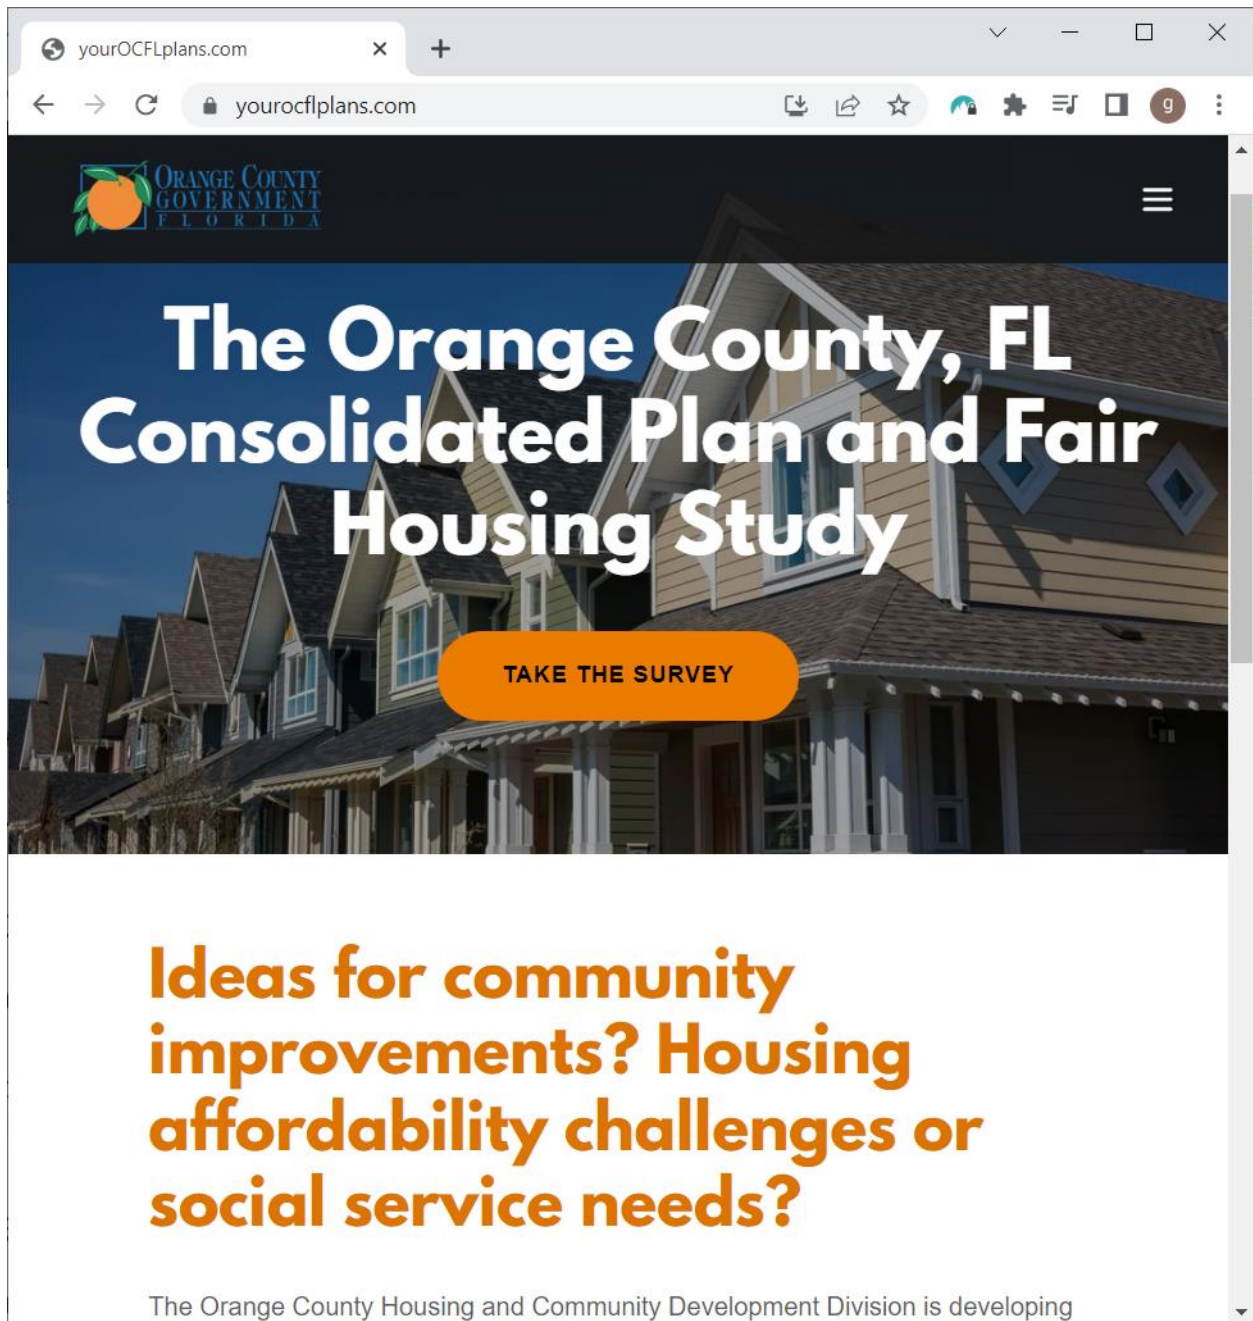 yourOCFLplans.com
yourocflplans.com
g
ORANGE COUNTY
GOVERNMENT
FLORIDA
The Orange County, FL
Consolidated Plan and Fair
Housing Study
TAKE THE SURVEY
Ideas for community
improvements? Housing
affordability challenges or
social service needs?
The Orange County Housing and Community Development Division is developing